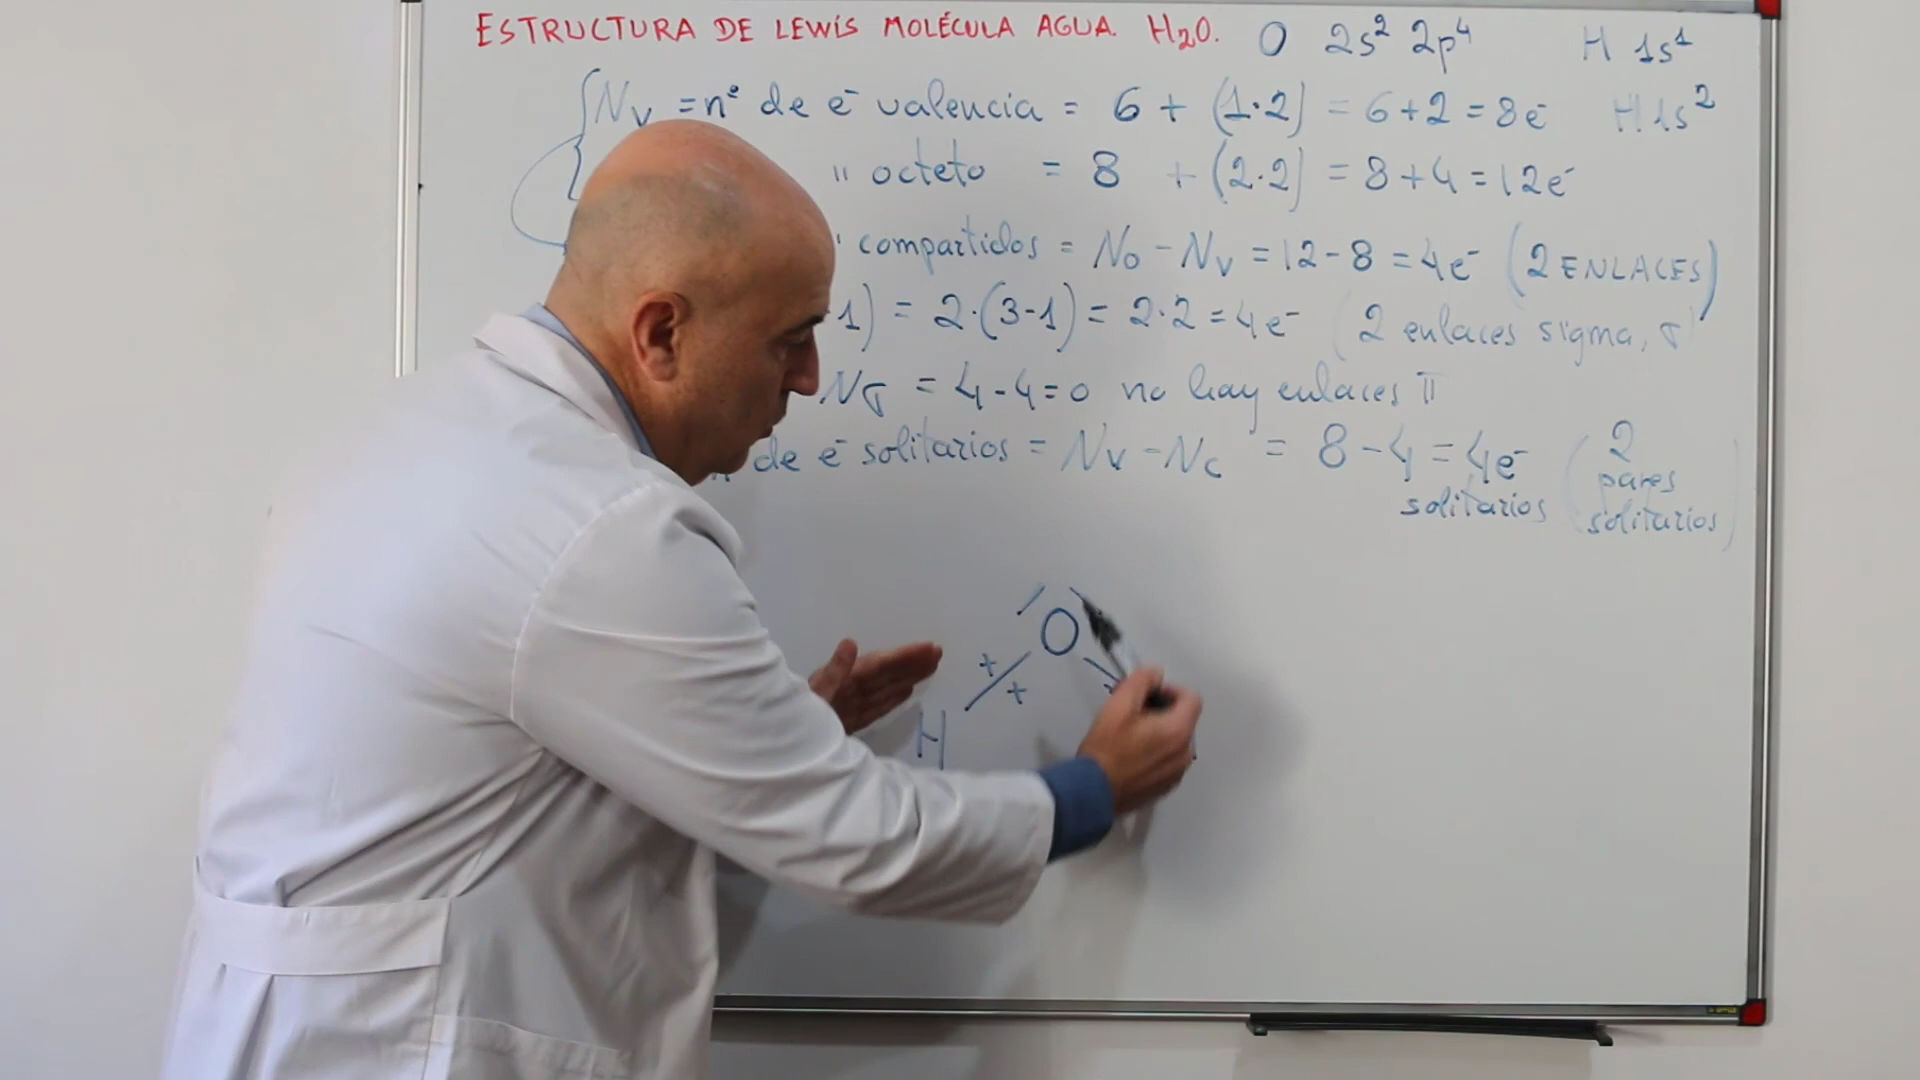 ESTRUCTURA DE LEWIS MOLÉCULA AGUA. H₂O. O 2s² 2p⁴ H 1s¹
Nv = nº de e⁻ valencia = 6 + (1·2) = 6+2 = 8e⁻ H 1s²
" octeto = 8 + (2·2) = 8+4 = 12e⁻
" compartidos = No - Nv = 12-8 = 4e⁻ (2 ENLACES)
1) = 2·(3-1) = 2·2 = 4e⁻ (2 enlaces sigma, σ)
Nσ = 4-4=0 no hay enlaces π
de e⁻ solitarios = Nv - Nc = 8-4 = 4e⁻ solitarios (2 pares solitarios)
O
H